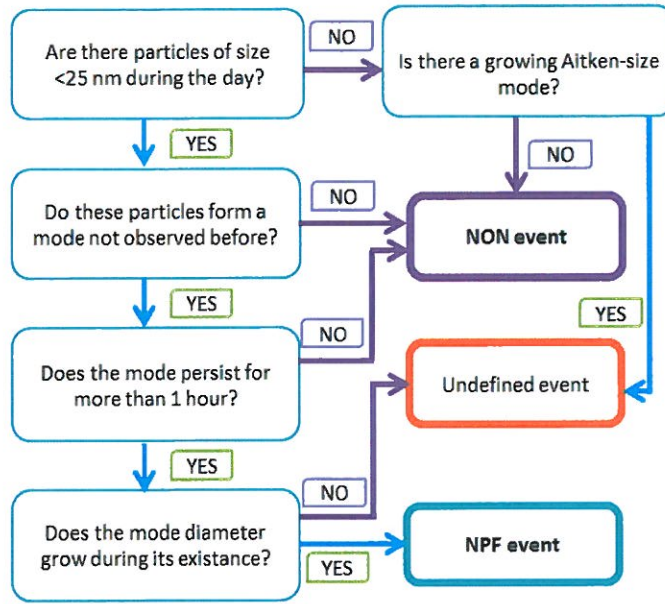 Are there particles of size
<25 nm during the day?
NO
Is there a growing Aitken-size
mode?
YES
NO
Do these particles form a
mode not observed before?
NO
NON event
YES
NO
YES
Does the mode persist for
more than 1 hour?
Undefined event
YES
NO
Does the mode diameter
grow during its existance?
YES
NPF event